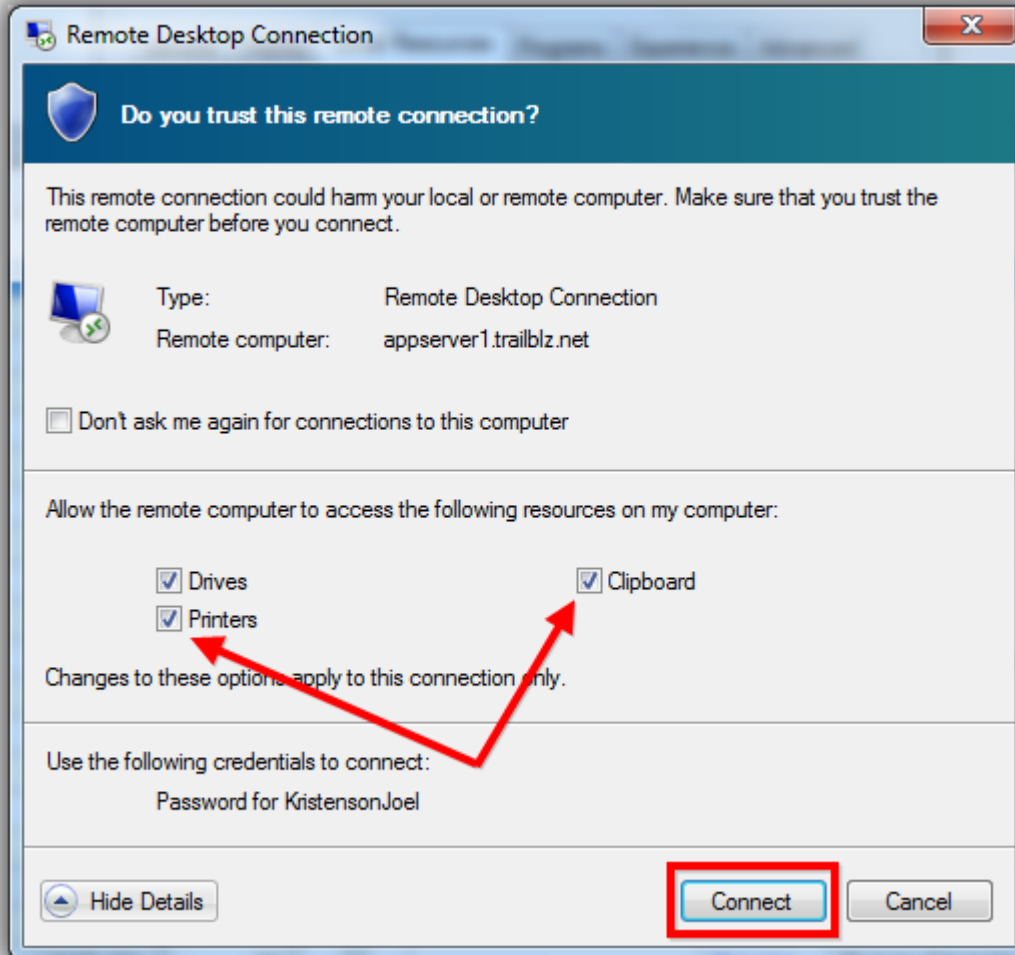 Remote Desktop Connection
Do you trust this remote connection?
This remote connection could harm your local or remote computer. Make sure that you trust the
remote computer before you connect.
Type: Remote Desktop Connection
Remote computer: appserver1.trailblz.net
Don't ask me again for connections to this computer
Allow the remote computer to access the following resources on my computer:
Drives Clipboard
Printers
Changes to these options apply to this connection only.
Use the following credentials to connect:
Password for KristensonJoel
Hide Details Connect Cancel